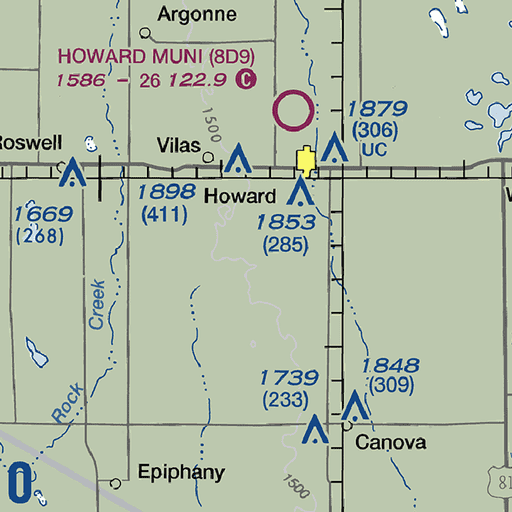 Argonne
HOWARD MUNI (8D9)
1586 - 26 122.9 C
1879
(306)
UC
1500
Roswell
Vilas
1898
(411)
Howard
1853
(285)
1669
(268)
Creek
Rock
1739
(233)
1848
(309)
Canova
Epiphany
1500
81
0